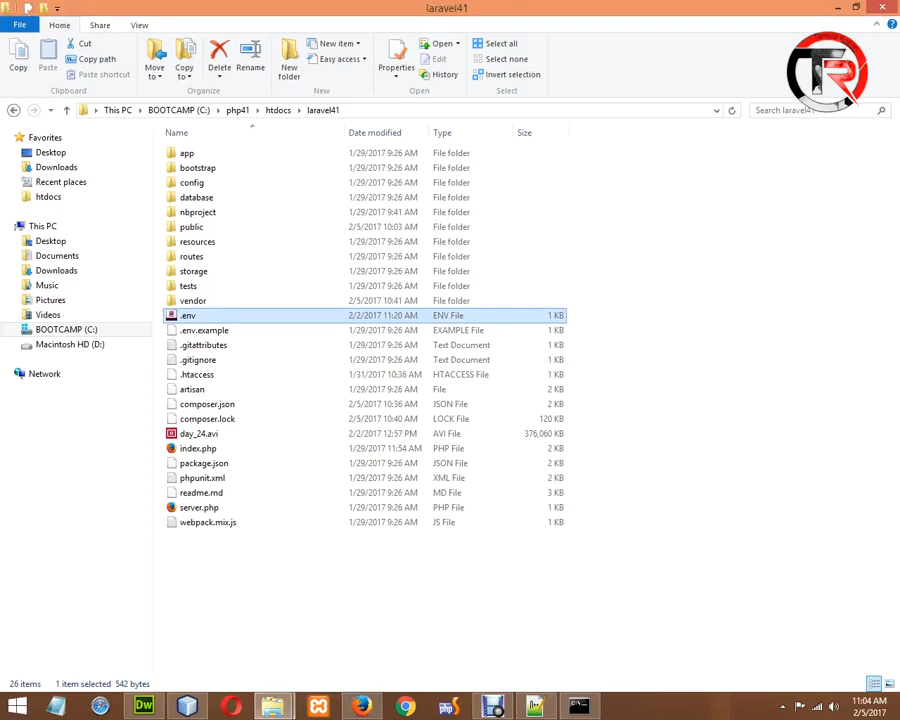 laravel41
File Home Share View
Copy Paste Cut Copy path Paste shortcut Move to Copy to Delete Rename New folder New item Easy access Properties Open Edit History Select all Select none Invert selection
Clipboard Organize New Open Select
This PC BOOTCAMP (C:) php41 htdocs laravel41 Search laravel41
Name Date modified Type Size
Favorites
Desktop
Downloads
Recent places
htdocs
This PC
Desktop
Documents
Downloads
Music
Pictures
Videos
BOOTCAMP (C:)
Macintosh HD (D:)
Network
app 1/29/2017 9:26 AM File folder
bootstrap 1/29/2017 9:26 AM File folder
config 1/29/2017 9:26 AM File folder
database 1/29/2017 9:26 AM File folder
nbproject 1/29/2017 9:41 AM File folder
public 2/5/2017 10:03 AM File folder
resources 1/29/2017 9:26 AM File folder
routes 1/29/2017 9:26 AM File folder
storage 1/29/2017 9:26 AM File folder
tests 1/29/2017 9:26 AM File folder
vendor 2/5/2017 10:41 AM File folder
.env 2/2/2017 11:20 AM ENV File 1 KB
.env.example 1/29/2017 9:26 AM EXAMPLE File 1 KB
.gitattributes 1/29/2017 9:26 AM Text Document 1 KB
.gitignore 1/29/2017 9:26 AM Text Document 1 KB
.htaccess 1/31/2017 10:36 AM HTACCESS File 1 KB
artisan 1/29/2017 9:26 AM File 2 KB
composer.json 2/5/2017 10:36 AM JSON File 2 KB
composer.lock 2/5/2017 10:40 AM LOCK File 120 KB
day_24.avi 2/2/2017 12:57 PM AVI File 376,060 KB
index.php 1/29/2017 11:54 AM PHP File 2 KB
package.json 1/29/2017 9:26 AM JSON File 2 KB
phpunit.xml 1/29/2017 9:26 AM XML File 2 KB
readme.md 1/29/2017 9:26 AM MD File 3 KB
server.php 1/29/2017 9:26 AM PHP File 1 KB
webpack.mix.js 1/29/2017 9:26 AM JS File 1 KB
26 items 1 item selected 542 bytes
Dw php
11:04 AM
2/5/2017